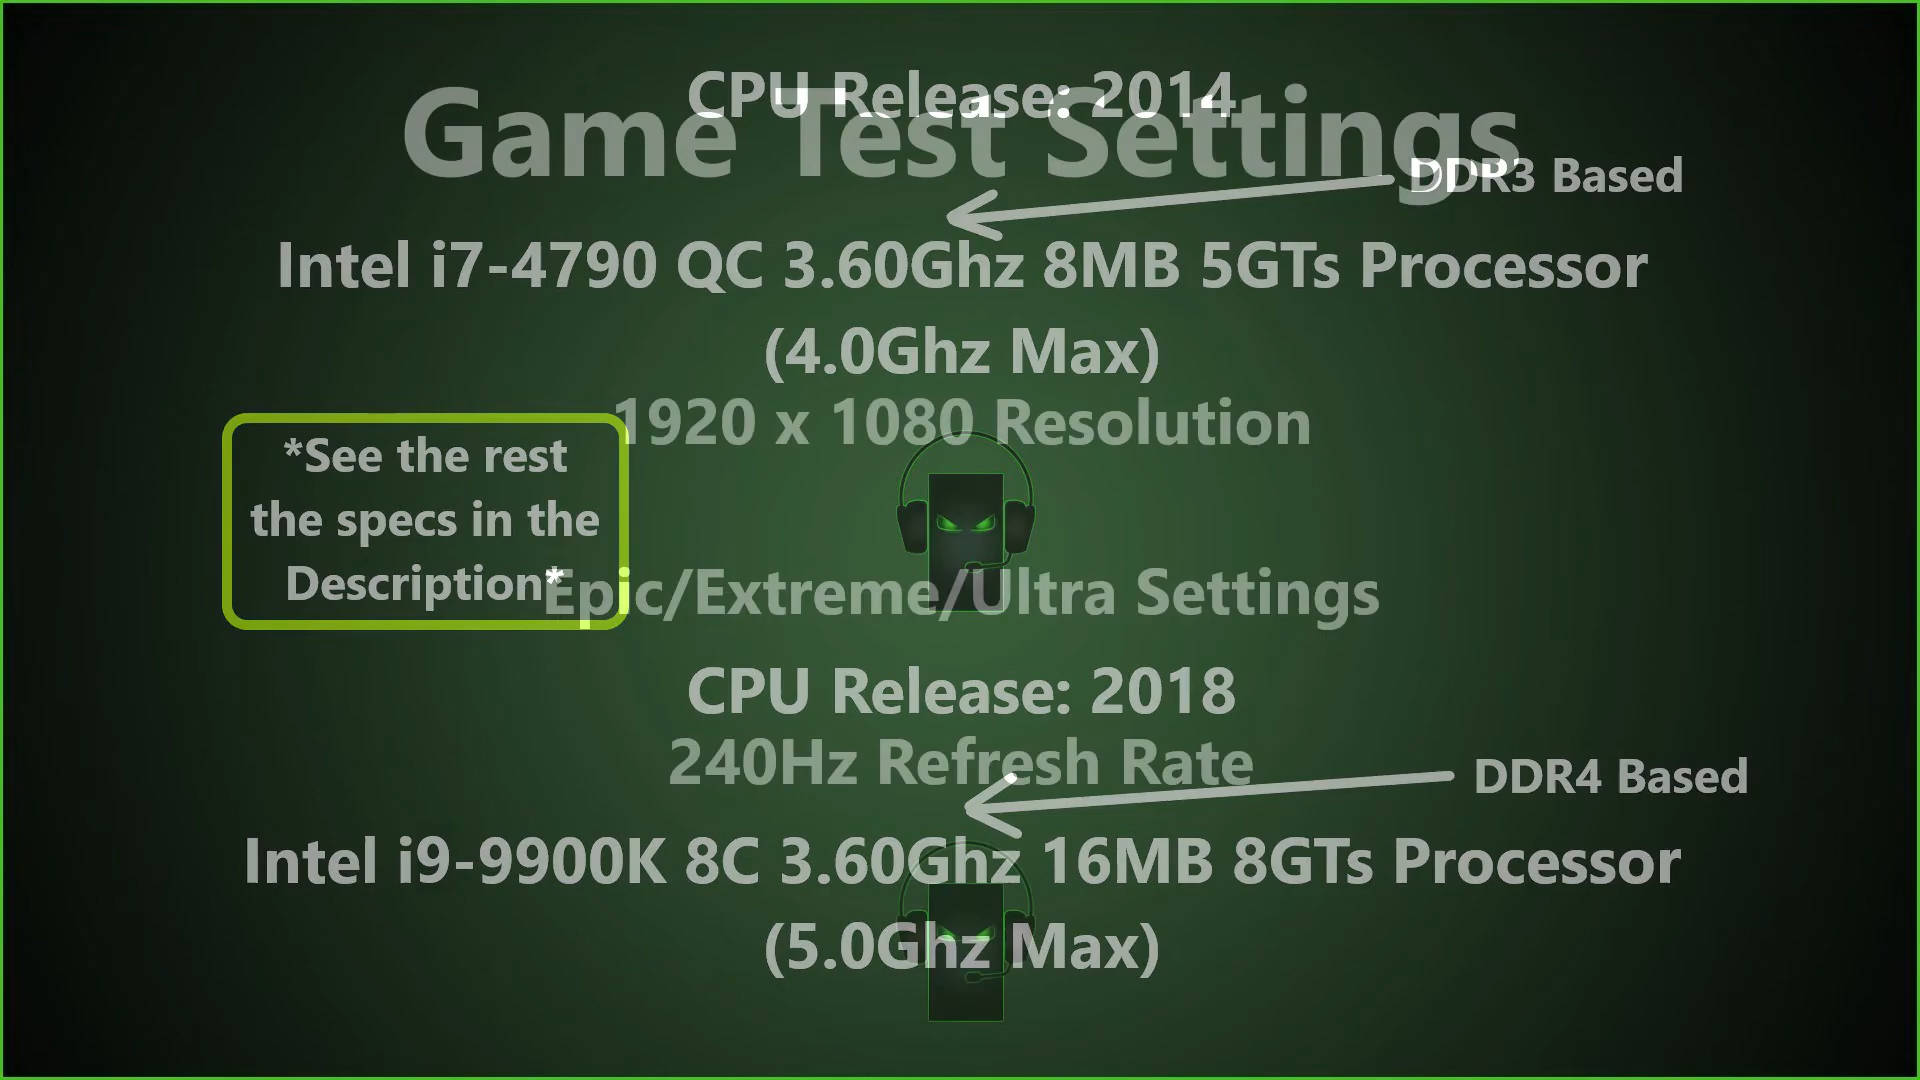 CPU Release: 2014
Game Test Settings
DDR3 Based
Intel i7-4790 QC 3.60Ghz 8MB 5GTs Processor
(4.0Ghz Max)
1920 x 1080 Resolution
*See the rest
the specs in the
Description*
Epic/Extreme/Ultra Settings
CPU Release: 2018
240Hz Refresh Rate
DDR4 Based
Intel i9-9900K 8C 3.60Ghz 16MB 8GTs Processor
(5.0Ghz Max)